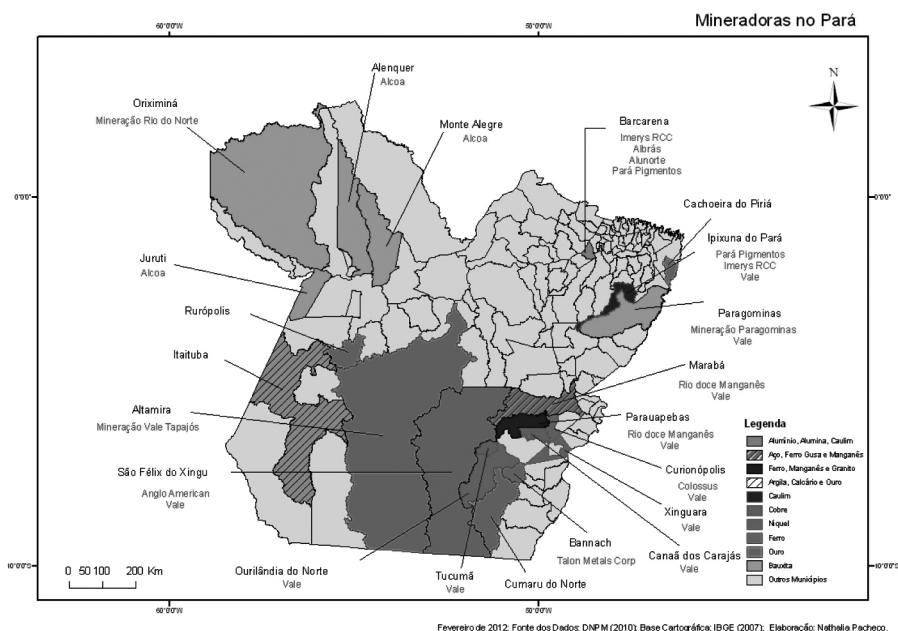 Mineradoras no Pará
60°0'0"W
50°0'0"W
Alenquer
Alcoa
Oriximiná
Mineração Rio do Norte
Monte Alegre
Alcoa
N
Barcarena
Imerys RCC
Albrás
Alunorte
Pará Pigmentos
0°0'0"
0°0'0"
Cachoeira do Piriá
Ipixuna do Pará
Pará Pigmentos
Imerys RCC
Vale
Juruti
Alcoa
Rurópolis
Paragominas
Mineração Paragominas
Vale
Itaituba
Marabá
Rio doce Manganês
Vale
Altamira
Mineração Vale Tapajós
Parauapebas
Rio doce Manganês
Vale
São Félix do Xingu
Anglo American
Vale
Curionópolis
Colossus
Vale
Xinguara
Vale
Bannach
Talon Metals Corp
Canaã dos Carajás
Vale
Ourilândia do Norte
Vale
Tucumã
Vale
Cumaru do Norte
Legenda
Alumínio, Alumina, Caulim
Aço, Ferro Gusa e Manganês
Ferro, Manganês e Granito
Argila, Calcário e Ouro
Caulim
Cobre
Níquel
Ferro
Ouro
Bauxita
Outros Municípios
10°0'0"S
10°0'0"S
0 50 100 200 Km
60°0'0"W
50°0'0"W
Fevereiro de 2012; Fonte dos Dados: DNPM (2010); Base Cartográfica: IBGE (2007); Elaboração: Nathalia Pacheco.